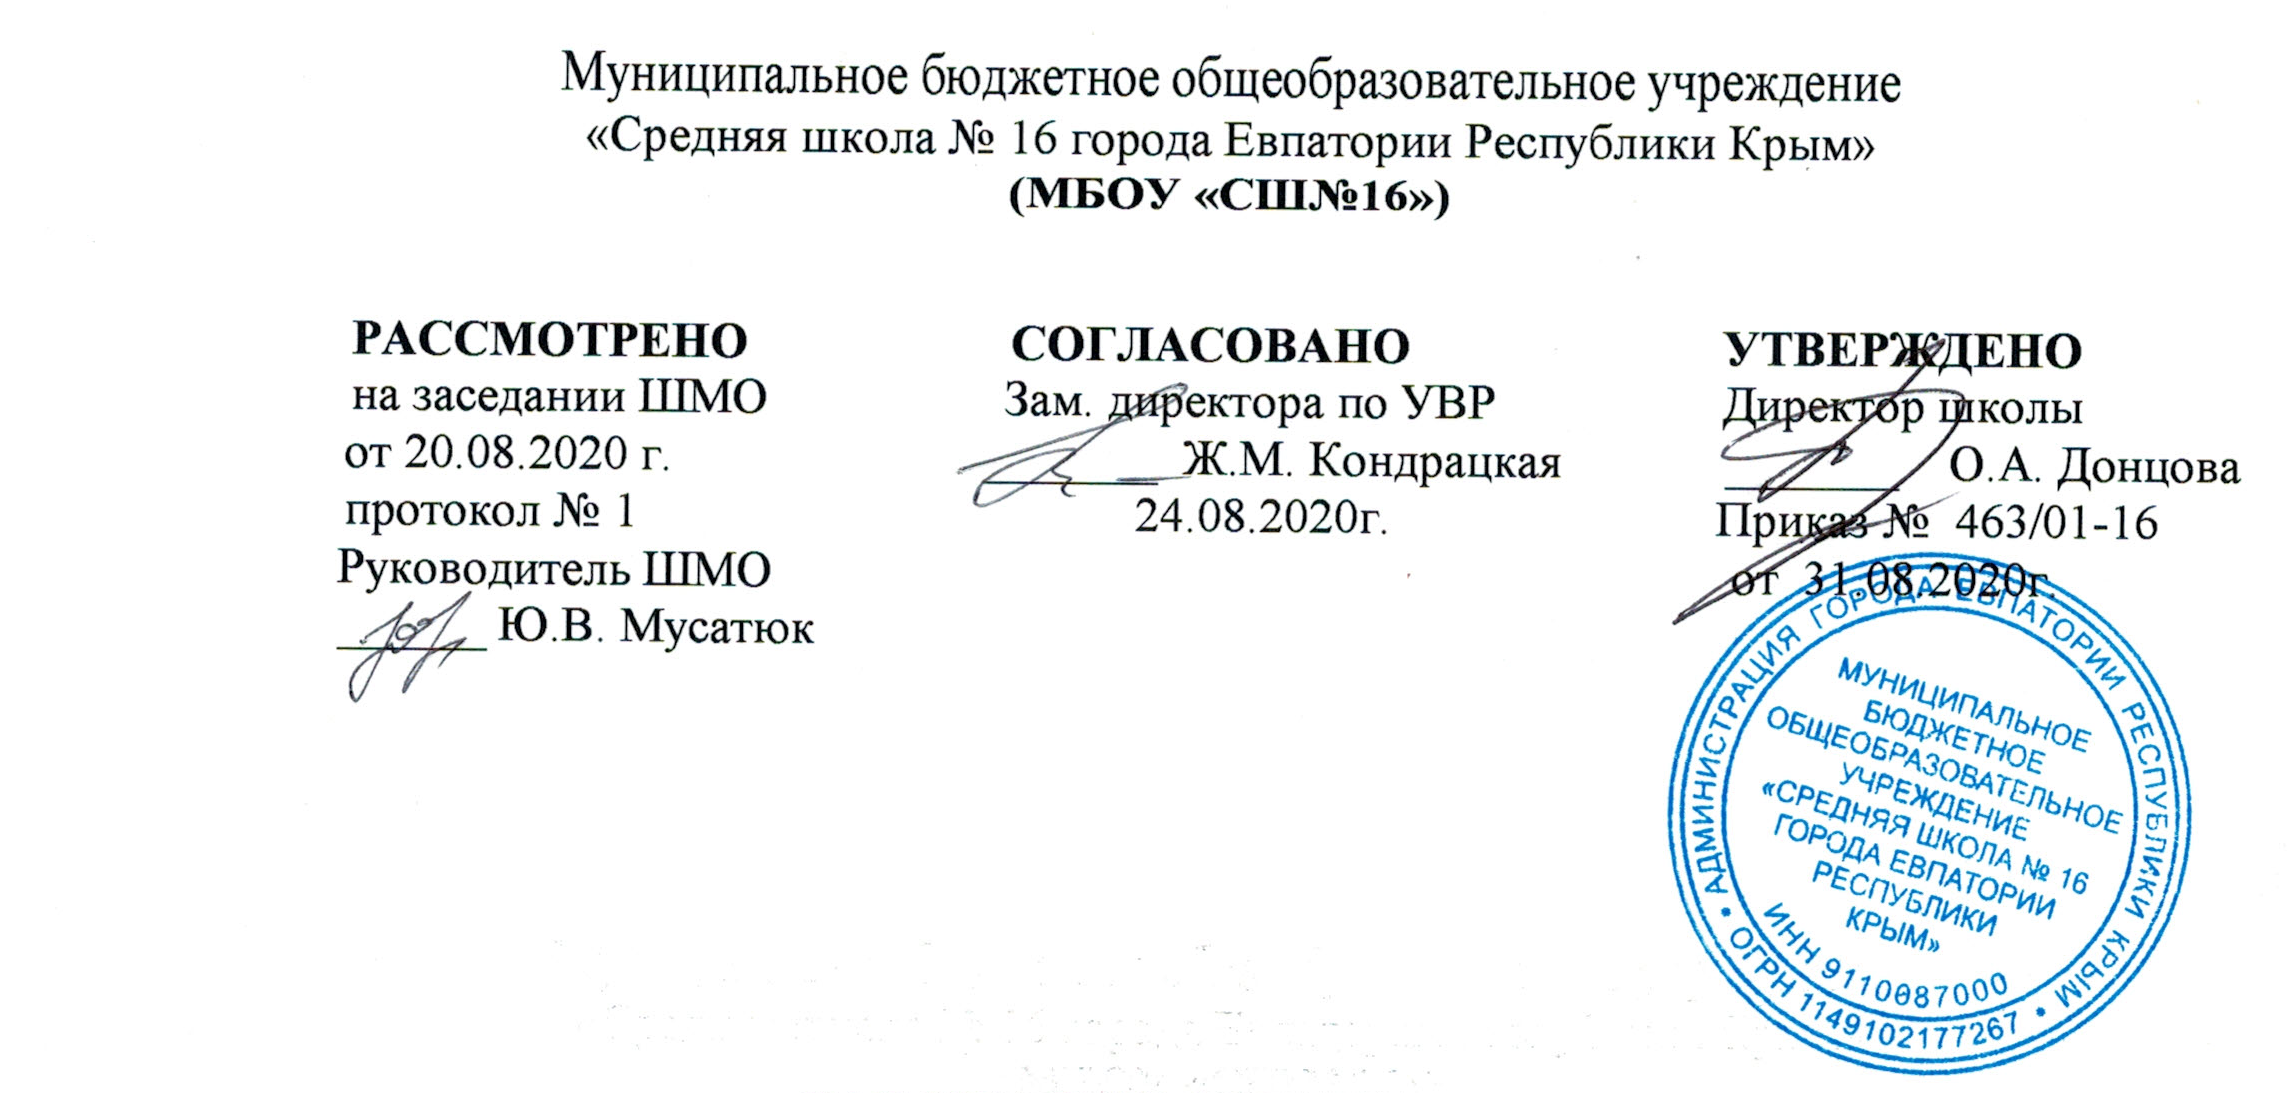 Муниципальное бюджетное общеобразовательное учреждение
«Средняя школа № 16 города Евпатории Республики Крым»
(МБОУ «СШ№16»)
РАССМОТРЕНО
на заседании ШМО
от 20.08.2020 г.
протокол № 1
Руководитель ШМО
Ю.В. Мусатюк
СОГЛАСОВАНО
Зам. директора по УВР
Ж.М. Кондрацкая
24.08.2020г.
УТВЕРЖДЕНО
Директор школы
О.А. Донцова
Приказ № 463/01-16
от 31.08.2020г.
• АДМИНИСТРАЦИЯ ГОРОДА ЕВПАТОРИИ РЕСПУБЛИКИ КРЫМ •
МУНИЦИПАЛЬНОЕ
БЮДЖЕТНОЕ
ОБЩЕОБРАЗОВАТЕЛЬНОЕ
УЧРЕЖДЕНИЕ
«СРЕДНЯЯ ШКОЛА № 16
ГОРОДА ЕВПАТОРИИ
РЕСПУБЛИКИ
КРЫМ»
ИНН 9110087000
ОГРН 1149102177267